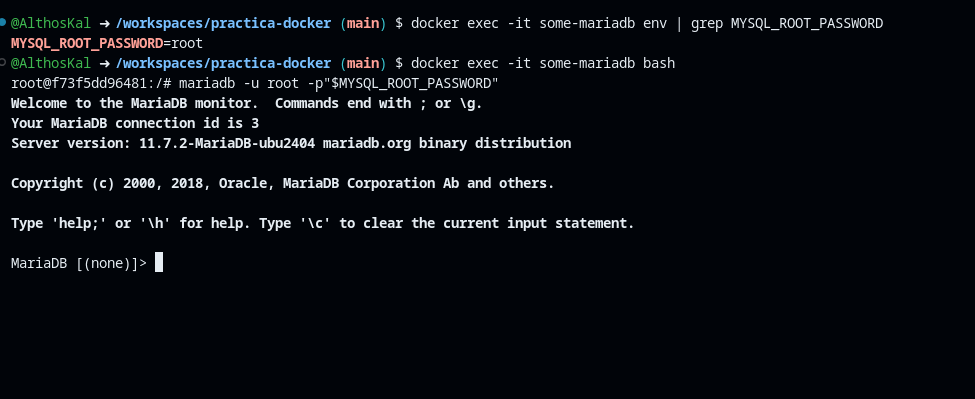 @AlthosKal ➜ /workspaces/practica-docker (main) $ docker exec -it some-mariadb env | grep MYSQL_ROOT_PASSWORD
MYSQL_ROOT_PASSWORD=root
@AlthosKal ➜ /workspaces/practica-docker (main) $ docker exec -it some-mariadb bash
root@f73f5dd96481:/# mariadb -u root -p"$MYSQL_ROOT_PASSWORD"
Welcome to the MariaDB monitor.  Commands end with ; or \g.
Your MariaDB connection id is 3
Server version: 11.7.2-MariaDB-ubu2404 mariadb.org binary distribution
Copyright (c) 2000, 2018, Oracle, MariaDB Corporation Ab and others.
Type 'help;' or '\h' for help. Type '\c' to clear the current input statement.
MariaDB [(none)]>